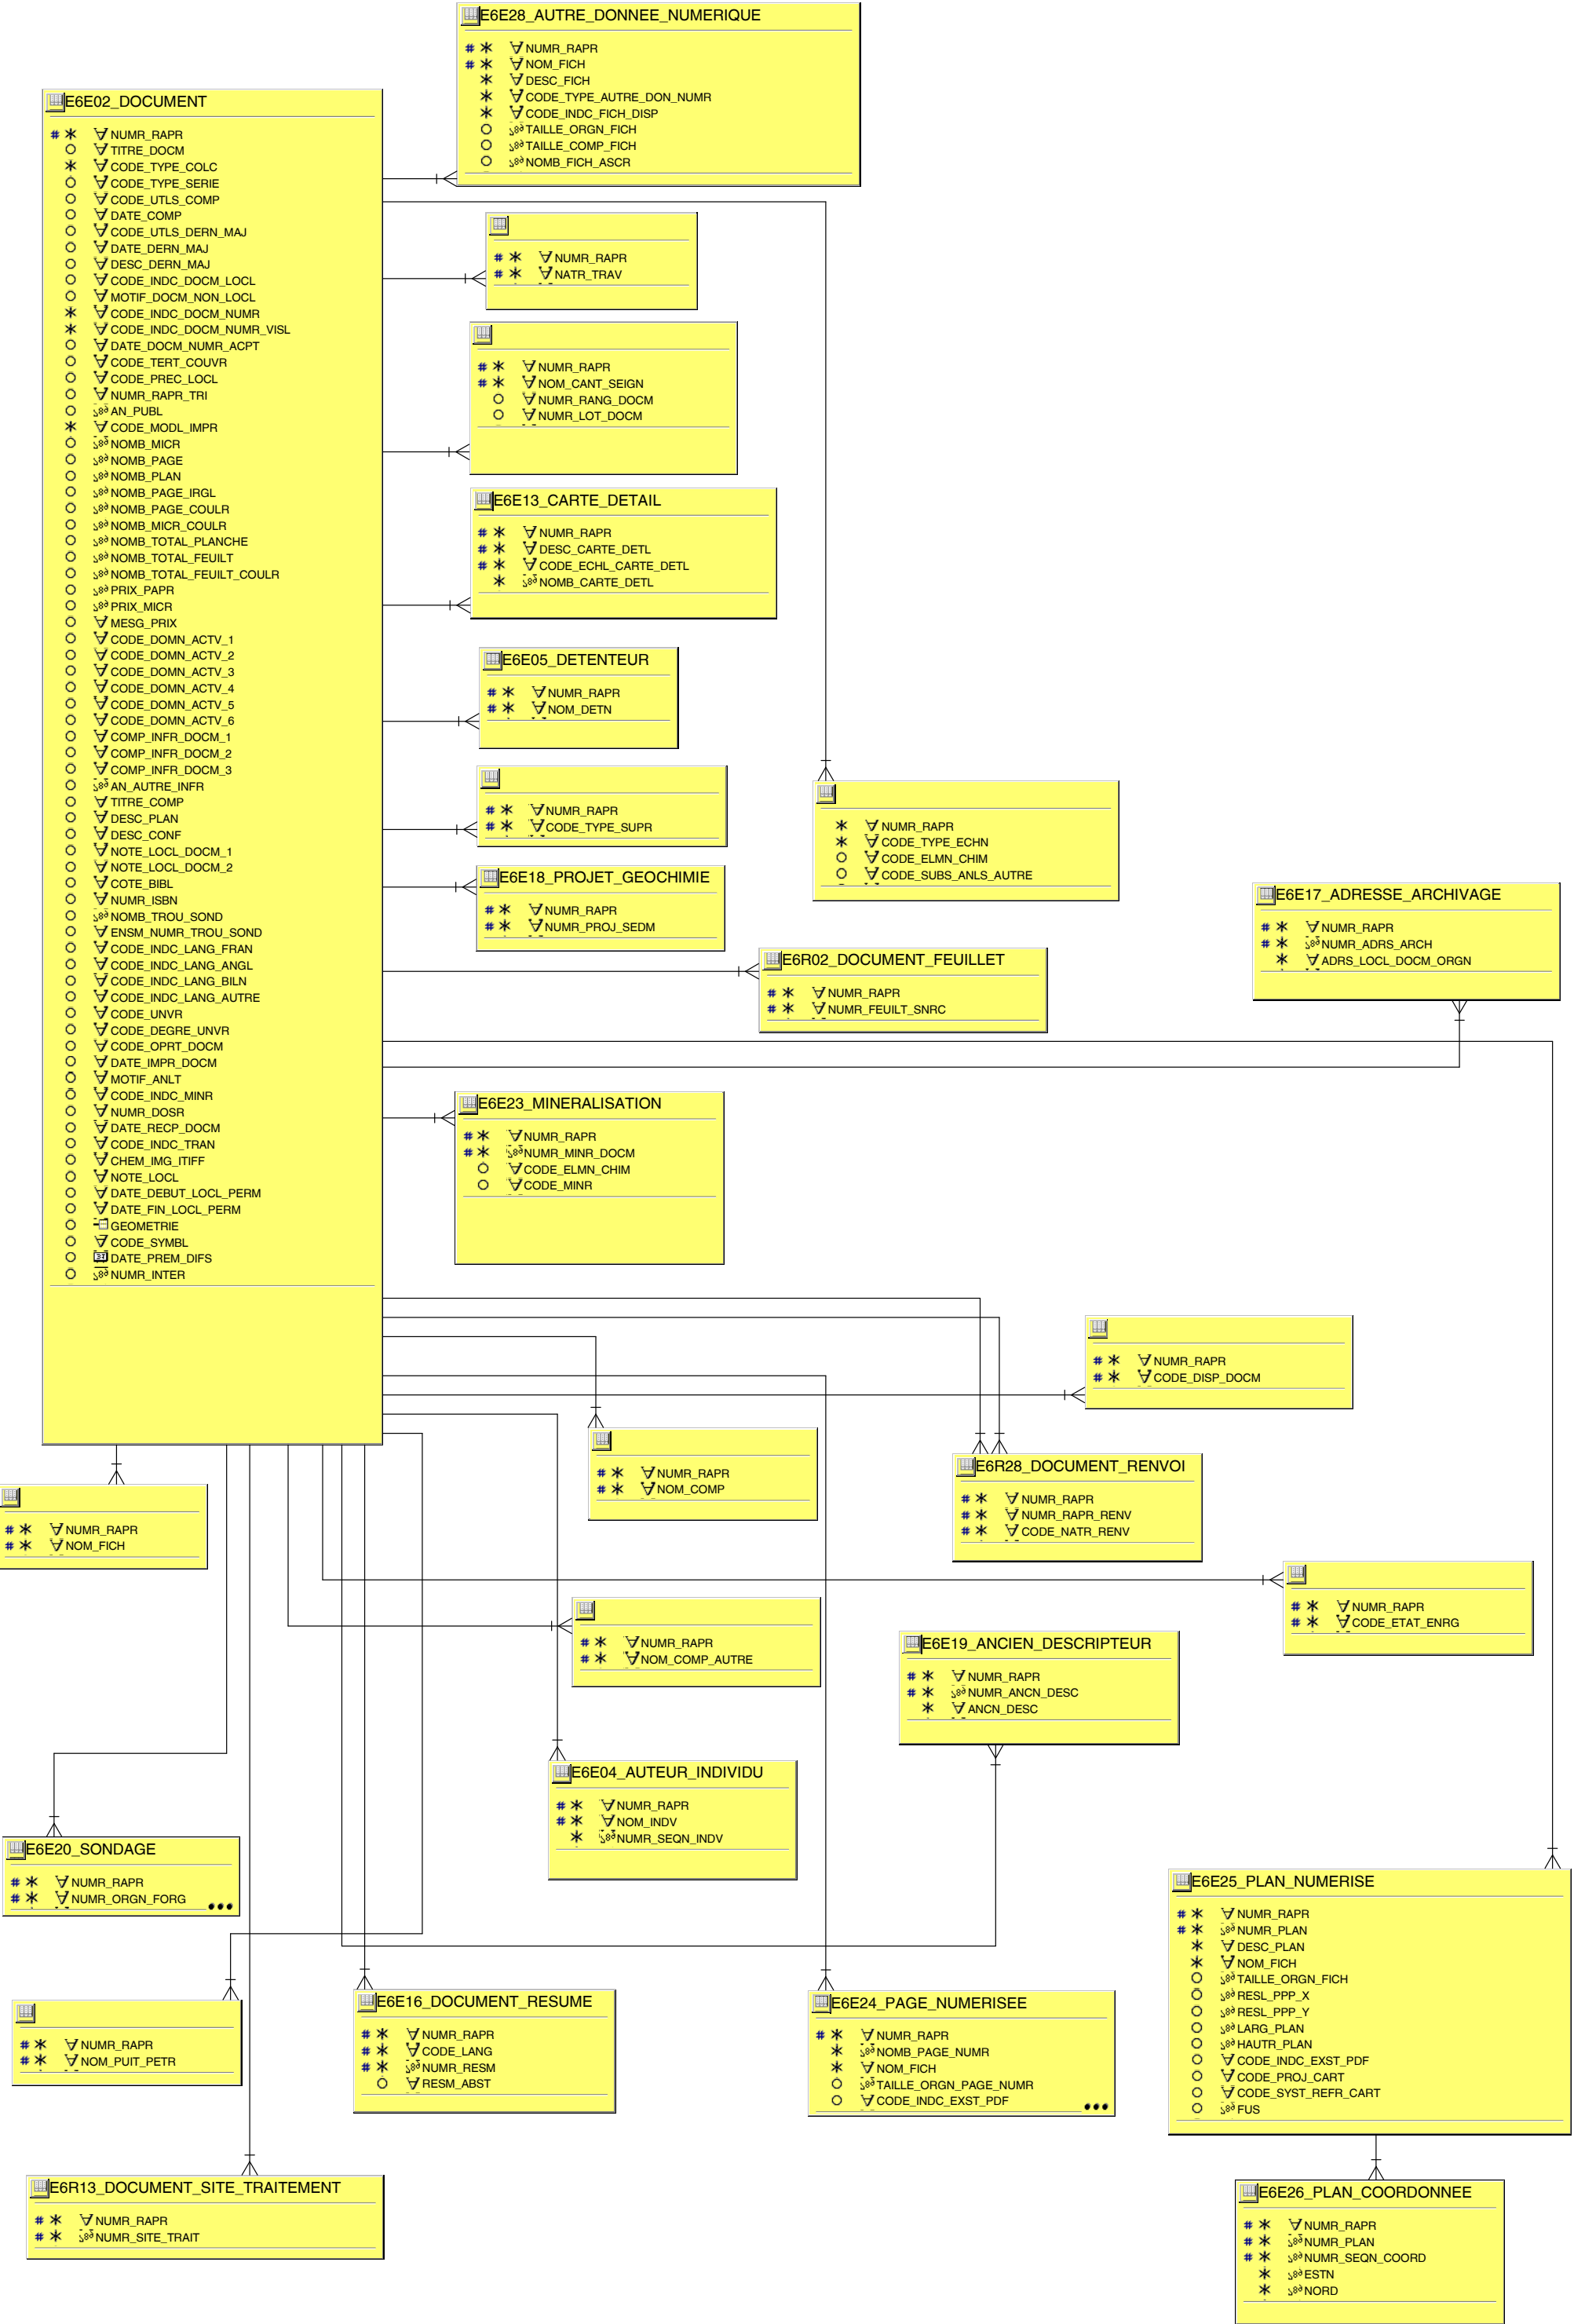 E6E28_AUTRE_DONNEE_NUMERIQUE
NUMR_RAPR
NOM_FICH
DESC_FICH
CODE_TYPE_AUTRE_DON_NUMR
CODE_INDC_FICH_DISP
TAILLE_ORGN_FICH
TAILLE_COMP_FICH
NOMB_FICH_ASCR
E6E02_DOCUMENT
NUMR_RAPR
TITRE_DOCM
CODE_TYPE_COLC
CODE_TYPE_SERIE
CODE_UTLS_COMP
DATE_COMP
CODE_UTLS_DERN_MAJ
DATE_DERN_MAJ
DESC_DERN_MAJ
CODE_INDC_DOCM_LOCL
MOTIF_DOCM_NON_LOCL
CODE_INDC_DOCM_NUMR
CODE_INDC_DOCM_NUMR_VISL
DATE_DOCM_NUMR_ACPT
CODE_TERT_COUVR
CODE_PREC_LOCL
NUMR_RAPR_TRI
AN_PUBL
CODE_MODL_IMPR
NOMB_MICR
NOMB_PAGE
NOMB_PLAN
NOMB_PAGE_IRGL
NOMB_PAGE_COULR
NOMB_MICR_COULR
NOMB_TOTAL_PLANCHE
NOMB_TOTAL_FEUILT
NOMB_TOTAL_FEUILT_COULR
PRIX_PAPR
PRIX_MICR
MESG_PRIX
CODE_DOMN_ACTV_1
CODE_DOMN_ACTV_2
CODE_DOMN_ACTV_3
CODE_DOMN_ACTV_4
CODE_DOMN_ACTV_5
CODE_DOMN_ACTV_6
COMP_INFR_DOCM_1
COMP_INFR_DOCM_2
COMP_INFR_DOCM_3
AN_AUTRE_INFR
TITRE_COMP
DESC_PLAN
DESC_CONF
NOTE_LOCL_DOCM_1
NOTE_LOCL_DOCM_2
COTE_BIBL
NUMR_ISBN
NOMB_TROU_SOND
ENSM_NUMR_TROU_SOND
CODE_INDC_LANG_FRAN
CODE_INDC_LANG_ANGL
CODE_INDC_LANG_BILN
CODE_INDC_LANG_AUTRE
CODE_UNVR
CODE_DEGRE_UNVR
CODE_OPRT_DOCM
DATE_IMPR_DOCM
MOTIF_ANLT
CODE_INDC_MINR
NUMR_DOSR
DATE_RECP_DOCM
CODE_INDC_TRAN
CHEM_IMG_ITIFF
NOTE_LOCL
DATE_DEBUT_LOCL_PERM
DATE_FIN_LOCL_PERM
GEOMETRIE
CODE_SYMBL
DATE_PREM_DIFS
NUMR_INTER
NUMR_RAPR
NATR_TRAV
NUMR_RAPR
NOM_CANT_SEIGN
NUMR_RANG_DOCM
NUMR_LOT_DOCM
E6E13_CARTE_DETAIL
NUMR_RAPR
DESC_CARTE_DETL
CODE_ECHL_CARTE_DETL
NOMB_CARTE_DETL
E6E05_DETENTEUR
NUMR_RAPR
NOM_DETN
NUMR_RAPR
CODE_TYPE_SUPR
NUMR_RAPR
CODE_TYPE_ECHN
CODE_ELMN_CHIM
CODE_SUBS_ANLS_AUTRE
E6E18_PROJET_GEOCHIMIE
NUMR_RAPR
NUMR_PROJ_SEDM
E6E17_ADRESSE_ARCHIVAGE
NUMR_RAPR
NUMR_ADRS_ARCH
ADRS_LOCL_DOCM_ORGN
E6R02_DOCUMENT_FEUILLET
NUMR_RAPR
NUMR_FEUILT_SNRC
E6E23_MINERALISATION
NUMR_RAPR
NUMR_MINR_DOCM
CODE_ELMN_CHIM
CODE_MINR
NUMR_RAPR
CODE_DISP_DOCM
NUMR_RAPR
NOM_COMP
E6R28_DOCUMENT_RENVOI
NUMR_RAPR
NUMR_RAPR_RENV
CODE_NATR_RENV
NUMR_RAPR
NOM_FICH
NUMR_RAPR
CODE_ETAT_ENRG
NUMR_RAPR
NOM_COMP_AUTRE
E6E19_ANCIEN_DESCRIPTEUR
NUMR_RAPR
NUMR_ANCN_DESC
ANCN_DESC
E6E04_AUTEUR_INDIVIDU
NUMR_RAPR
NOM_INDV
NUMR_SEQN_INDV
E6E20_SONDAGE
NUMR_RAPR
NUMR_ORGN_FORG
E6E25_PLAN_NUMERISE
NUMR_RAPR
NUMR_PLAN
DESC_PLAN
NOM_FICH
TAILLE_ORGN_FICH
RESL_PPP_X
RESL_PPP_Y
LARG_PLAN
HAUTR_PLAN
CODE_INDC_EXST_PDF
CODE_PROJ_CART
CODE_SYST_REFR_CART
FUS
NUMR_RAPR
NOM_PUIT_PETR
E6E16_DOCUMENT_RESUME
NUMR_RAPR
CODE_LANG
NUMR_RESM
RESM_ABST
E6E24_PAGE_NUMERISEE
NUMR_RAPR
NOMB_PAGE_NUMR
NOM_FICH
TAILLE_ORGN_PAGE_NUMR
CODE_INDC_EXST_PDF
E6R13_DOCUMENT_SITE_TRAITEMENT
NUMR_RAPR
NUMR_SITE_TRAIT
E6E26_PLAN_COORDONNEE
NUMR_RAPR
NUMR_PLAN
NUMR_SEQN_COORD
ESTN
NORD